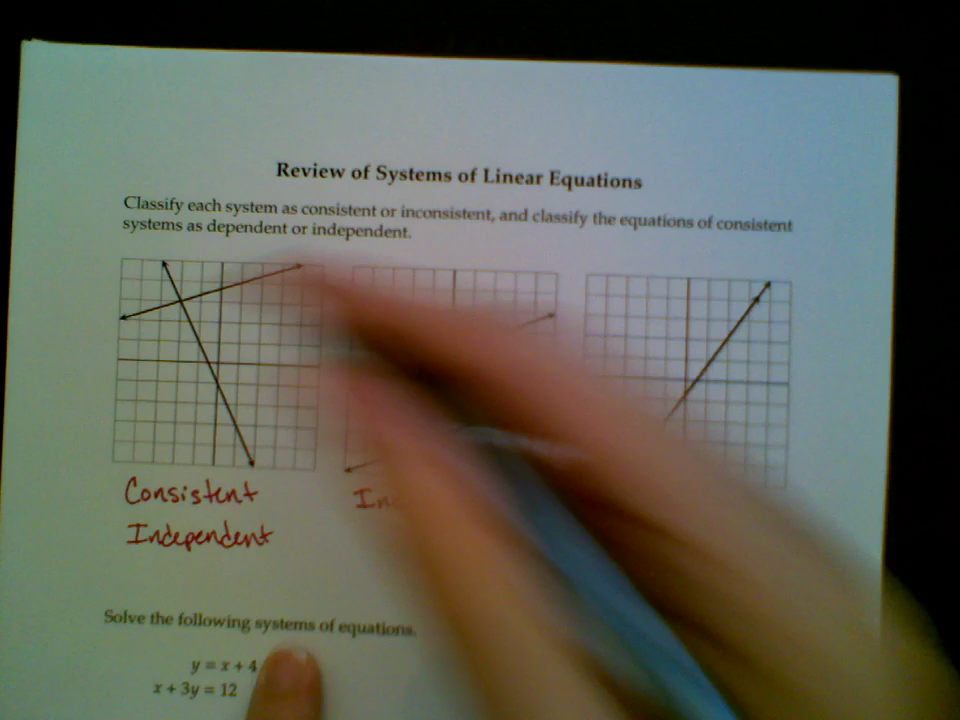 Review of Systems of Linear Equations
Classify each system as consistent or inconsistent, and classify the equations of consistent
systems as dependent or independent.
Consistent
Independent
Solve the following systems of equations.
y = x + 4
x + 3y = 12